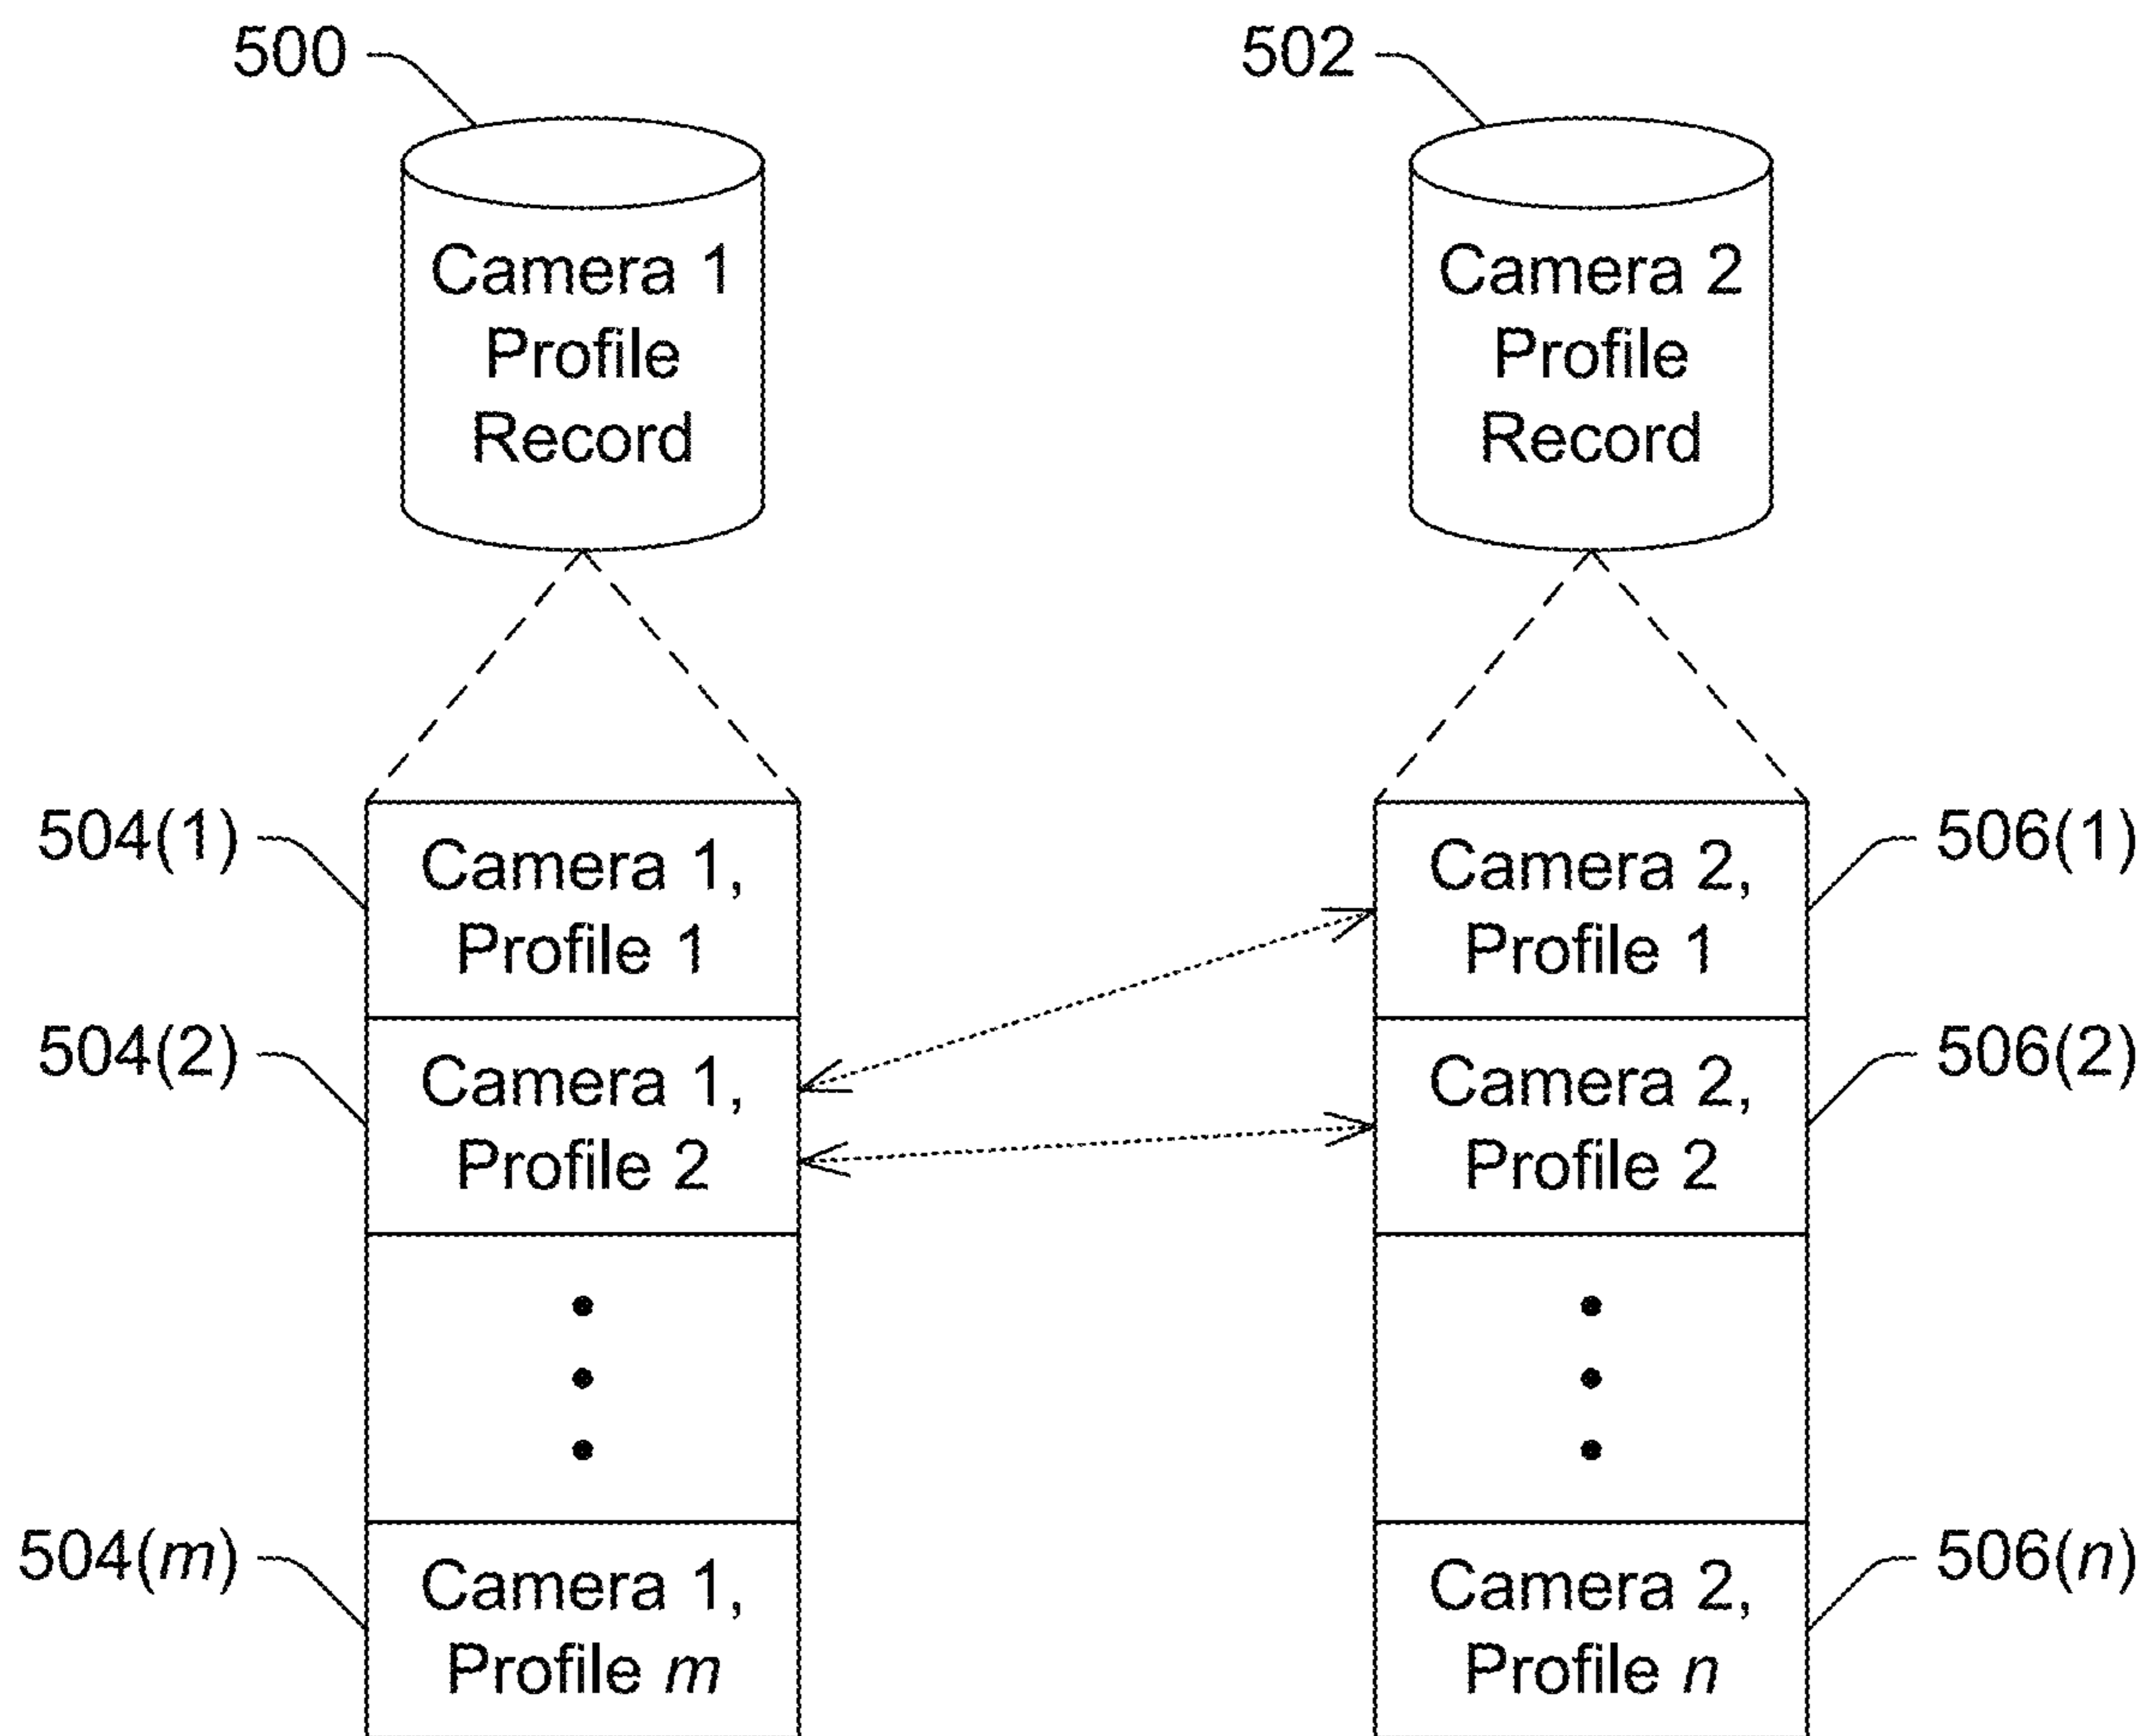 500
502
Camera 1
Profile
Record
Camera 2
Profile
Record
504(1)
Camera 1,
Profile 1
Camera 2,
Profile 1
506(1)
504(2)
Camera 1,
Profile 2
Camera 2,
Profile 2
506(2)
504(m)
Camera 1,
Profile m
Camera 2,
Profile n
506(n)